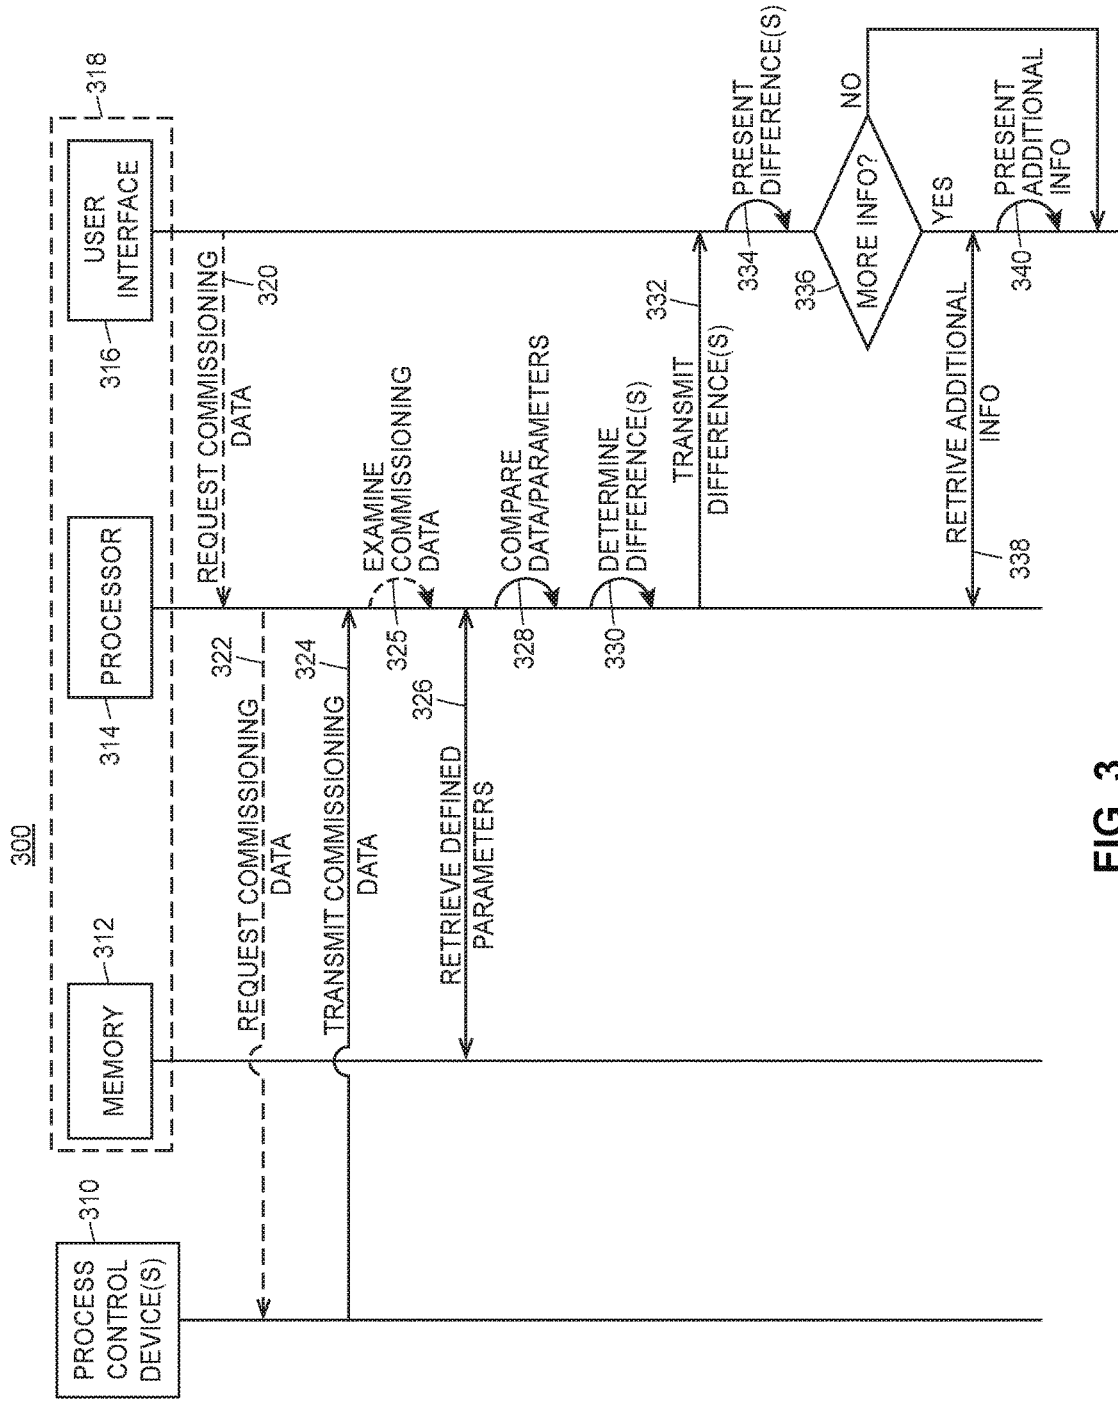 300
318
PROCESS
CONTROL
DEVICE(S)
310
MEMORY
312
PROCESSOR
314
USER
INTERFACE
316
REQUEST COMMISSIONING
DATA
320
REQUEST COMMISSIONING
DATA
322
TRANSMIT COMMISSIONING
DATA
324
EXAMINE
COMMISSIONING
DATA
325
RETRIEVE DEFINED
PARAMETERS
326
COMPARE
DATA/PARAMETERS
328
DETERMINE
DIFFERENCE(S)
330
TRANSMIT
DIFFERENCE(S)
332
PRESENT
DIFFERENCE(S)
334
MORE INFO?
336
NO
YES
RETRIVE ADDITIONAL
INFO
338
PRESENT
ADDITIONAL
INFO
340
FIG. 3